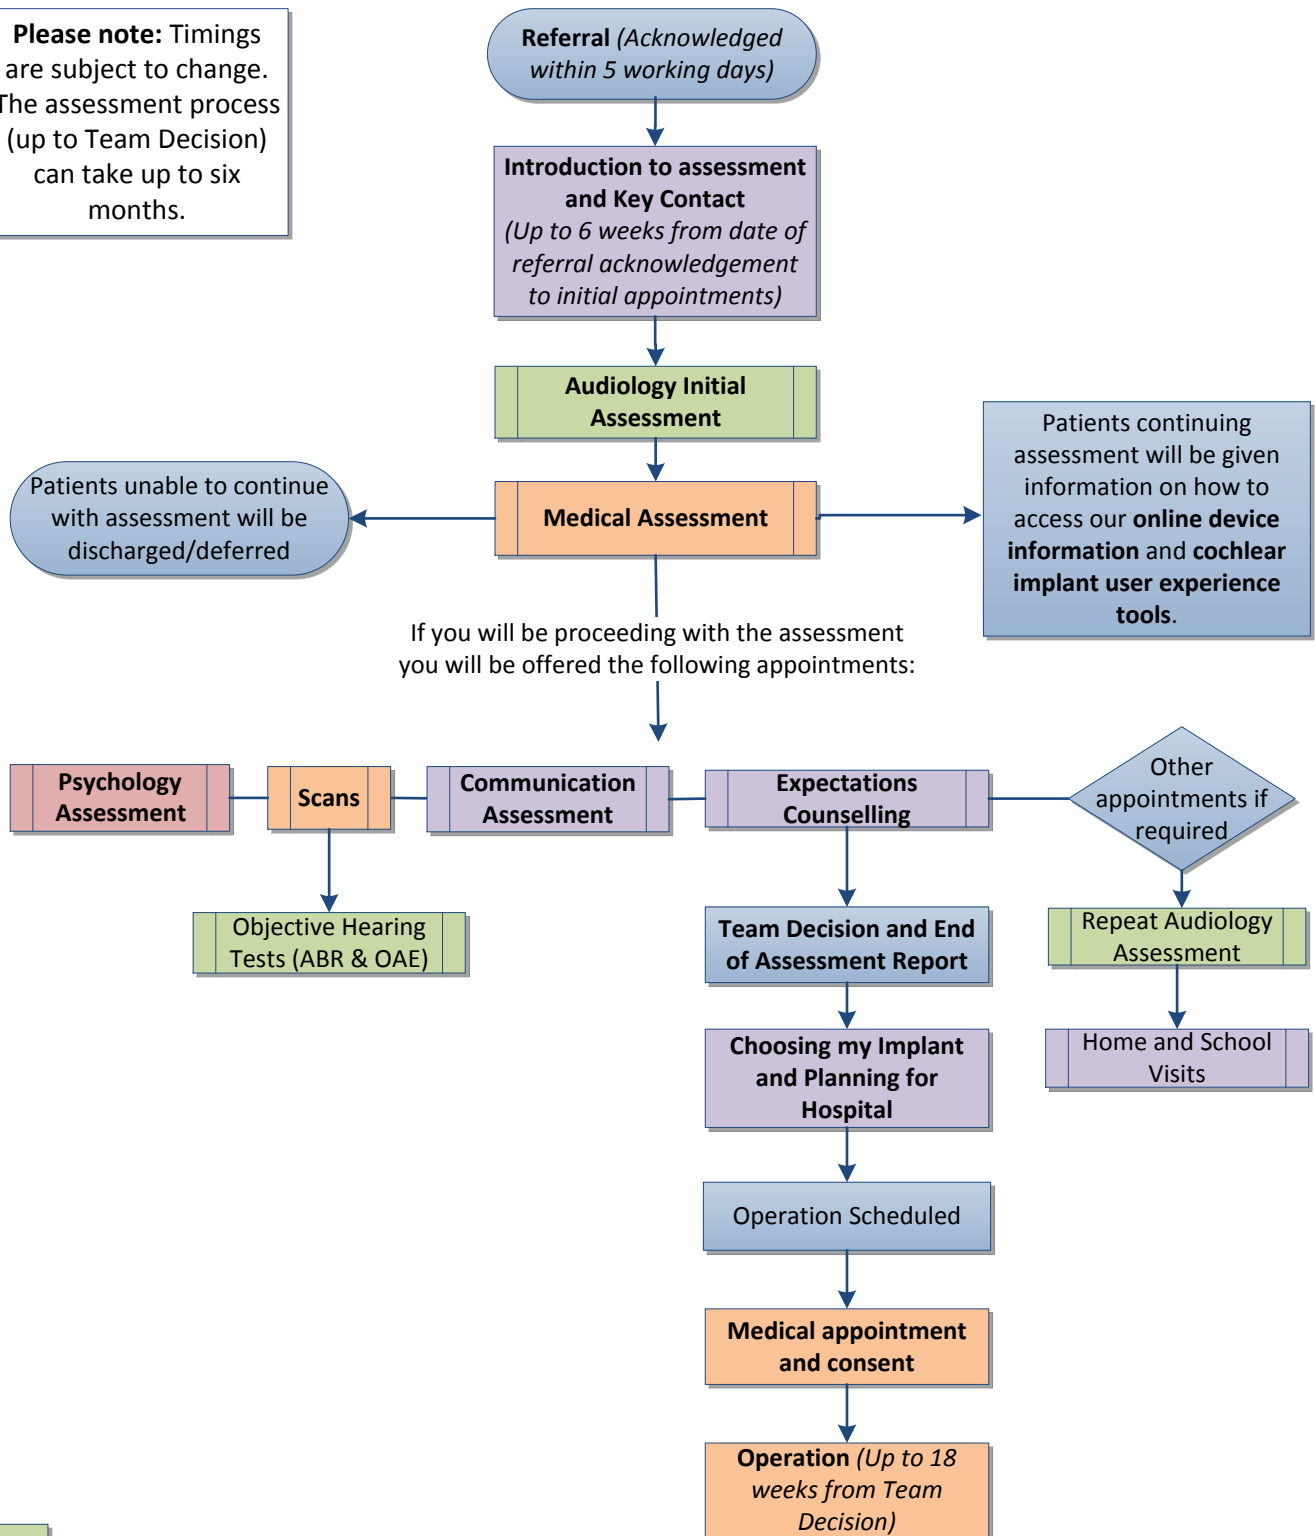 Please note: Timings
are subject to change.
The assessment process
(up to Team Decision)
can take up to six
months.
Referral (Acknowledged
within 5 working days)
Introduction to assessment
and Key Contact
(Up to 6 weeks from date of
referral acknowledgement
to initial appointments)
Audiology Initial
Assessment
Patients unable to continue
with assessment will be
discharged/deferred
Medical Assessment
Patients continuing
assessment will be given
information on how to
access our online device
information and cochlear
implant user experience
tools.
If you will be proceeding with the assessment
you will be offered the following appointments:
Psychology
Assessment
Scans
Communication
Assessment
Expectations
Counselling
Other
appointments if
required
Objective Hearing
Tests (ABR & OAE)
Team Decision and End
of Assessment Report
Repeat Audiology
Assessment
Choosing my Implant
and Planning for
Hospital
Home and School
Visits
Operation Scheduled
Medical appointment
and consent
Operation (Up to 18
weeks from Team
Decision)